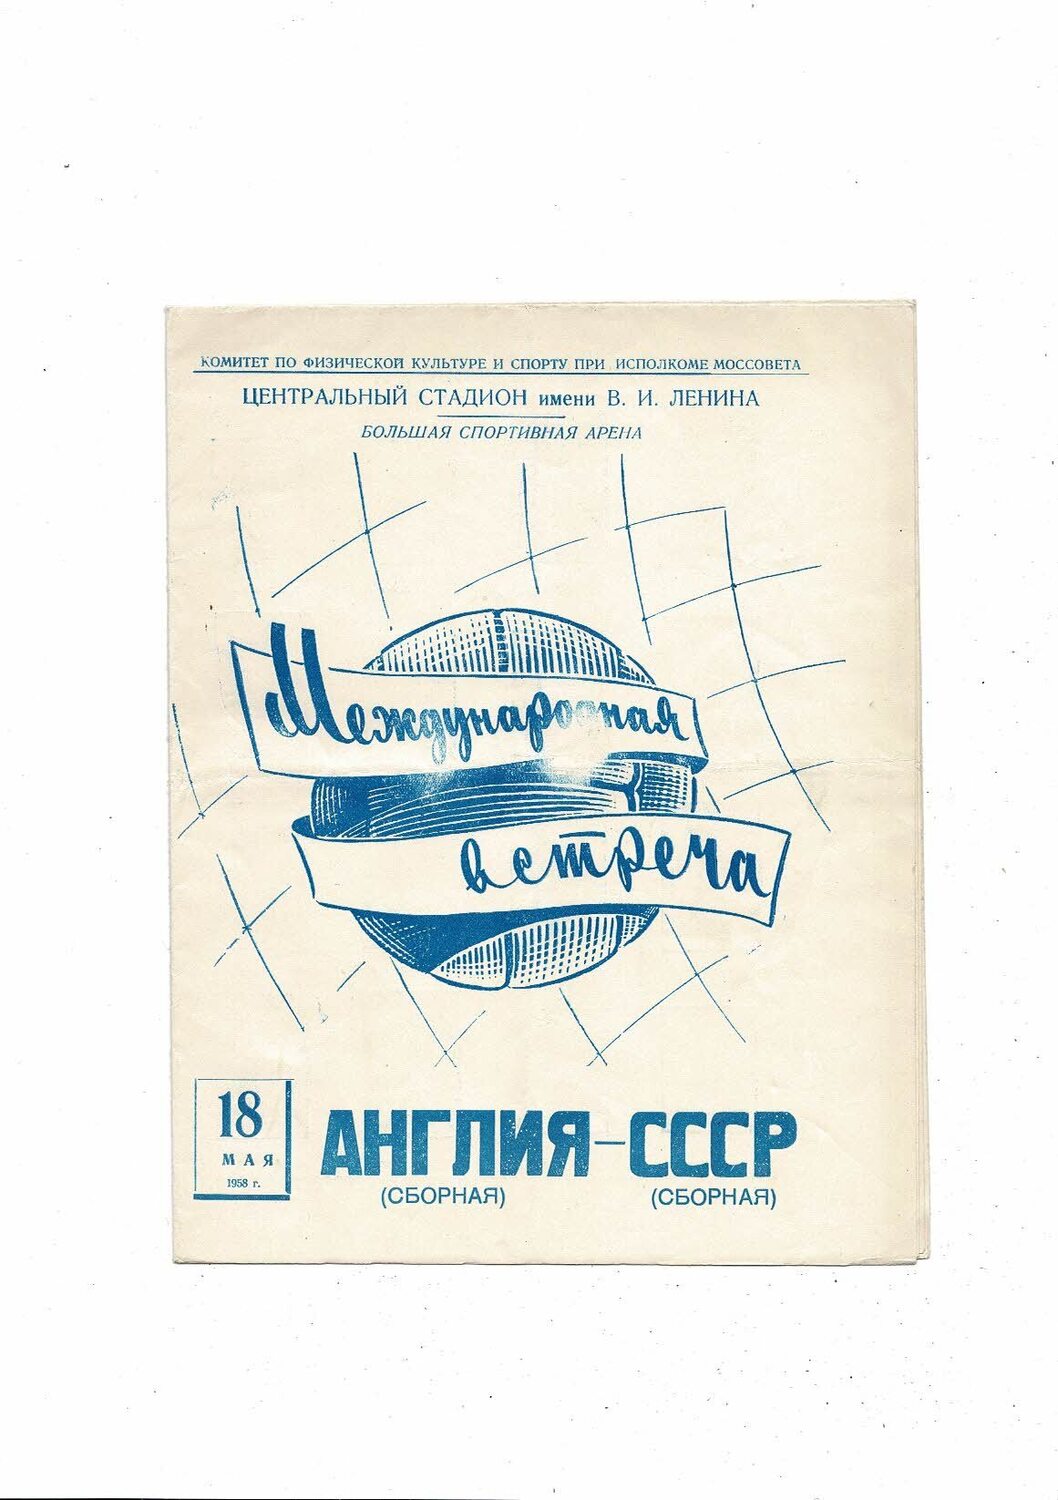 КОМИТЕТ ПО ФИЗИЧЕСКОЙ КУЛЬТУРЕ И СПОРТУ ПРИ ИСПОЛКОМЕ МОССОВЕТА
ЦЕНТРАЛЬНЫЙ СТАДИОН имени В. И. ЛЕНИНА
БОЛЬШАЯ СПОРТИВНАЯ АРЕНА
Международная
встреча
18
МАЯ
1958 г.
АНГЛИЯ—СССР
(СБОРНАЯ) (СБОРНАЯ)